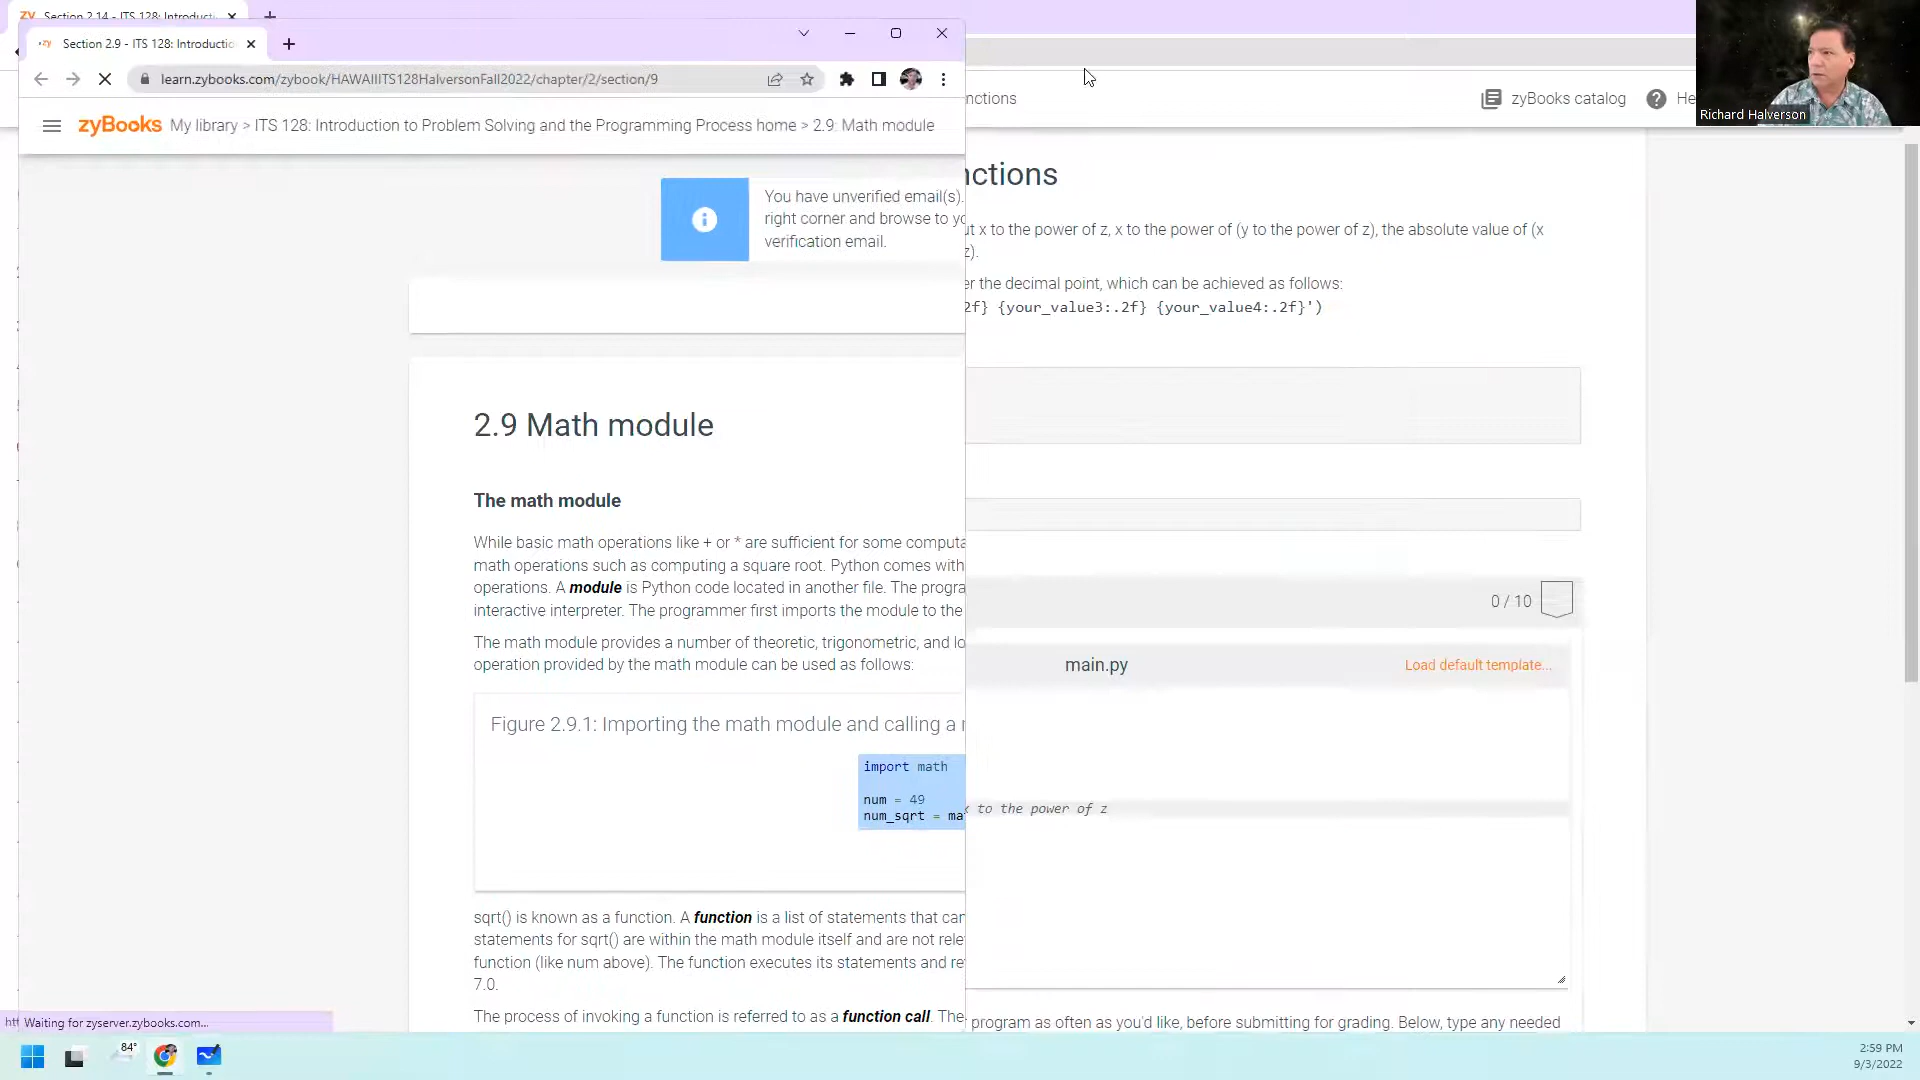 Section 2.14 - ITS 128: Introduct
Section 2.9 - ITS 128: Introductio
learn.zybooks.com/zybook/HAWAIIITS128HalversonFall2022/chapter/2/section/9
zyBooks My library > ITS 128: Introduction to Problem Solving and the Programming Process home > 2.9: Math module
nctions
zyBooks catalog
He
Richard Halverson
You have unverified email(s).
right corner and browse to yo
verification email.
nctions
ut x to the power of z, x to the power of (y to the power of z), the absolute value of (x
z).
er the decimal point, which can be achieved as follows:
2f} {your_value3:.2f} {your_value4:.2f}')
2.9 Math module
The math module
While basic math operations like + or * are sufficient for some computa
math operations such as computing a square root. Python comes with
operations. A module is Python code located in another file. The progra
interactive interpreter. The programmer first imports the module to the
The math module provides a number of theoretic, trigonometric, and lo
operation provided by the math module can be used as follows:
0 / 10
main.py
Load default template...
Figure 2.9.1: Importing the math module and calling a
import math
num = 49
num_sqrt = ma
x to the power of z
sqrt() is known as a function. A function is a list of statements that can
statements for sqrt() are within the math module itself and are not rele
function (like num above). The function executes its statements and re
7.0.
The process of invoking a function is referred to as a function call. The
program as often as you'd like, before submitting for grading. Below, type any needed
htt
Waiting for zyserver.zybooks.com...
84°
2:59 PM
9/3/2022